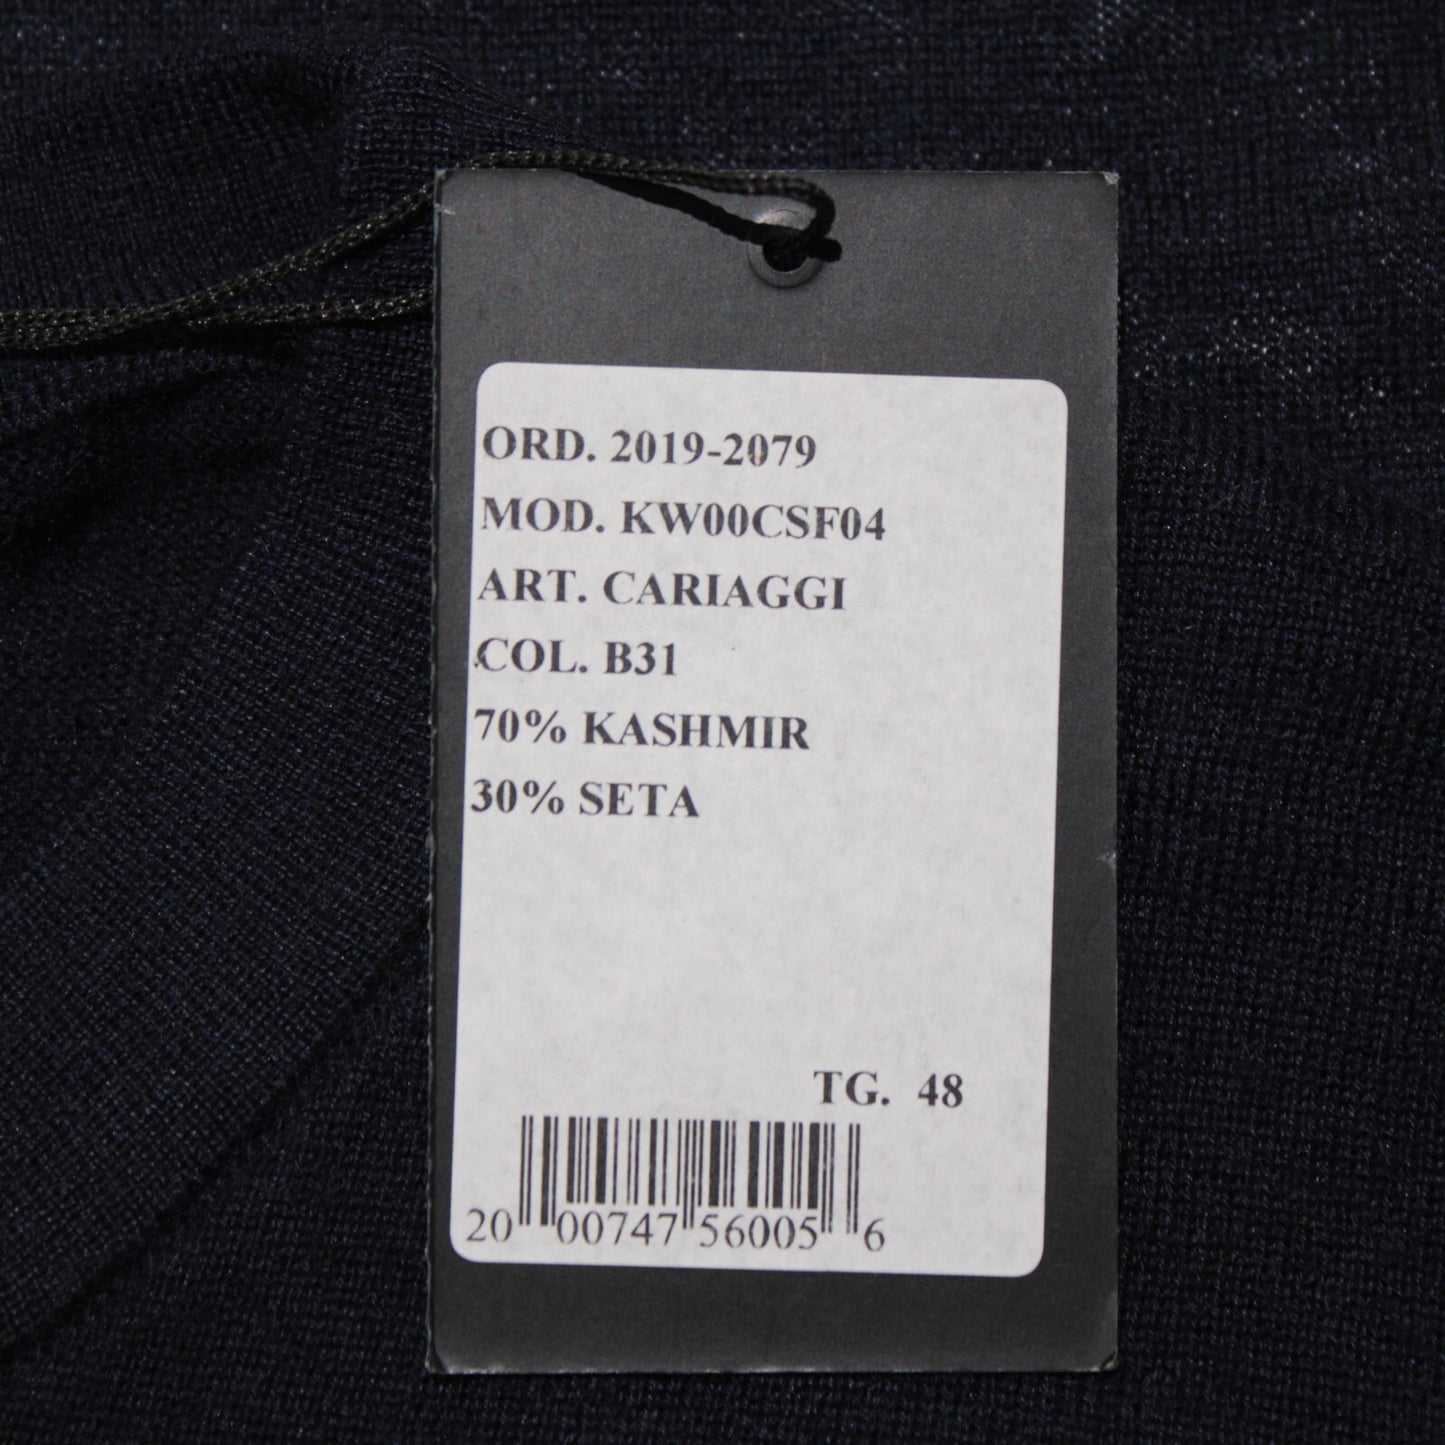 ORD. 2019-2079
MOD. KW00CSF04
ART. CARIAGGI
COL. B31
70% KASHMIR
30% SETA
TG. 48
20 00747 56005 6